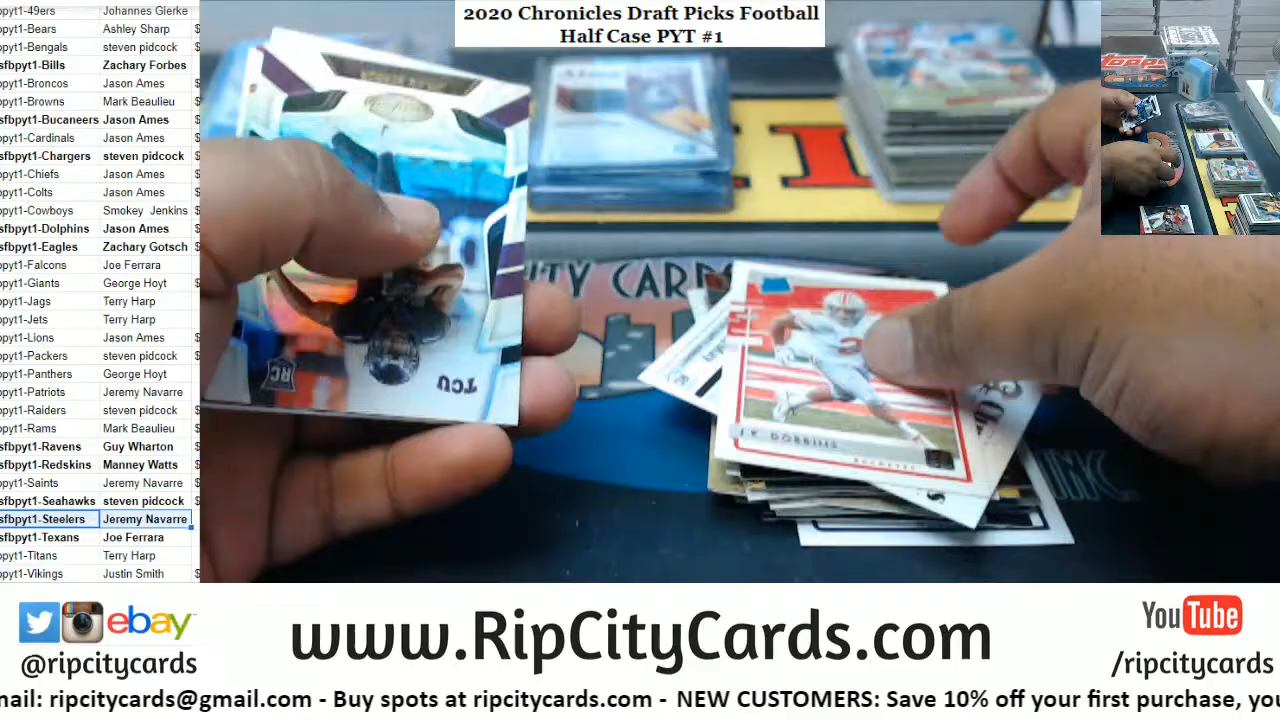 2020 Chronicles Draft Picks Football
Half Case PYT #1
pyt1-49ers Johannes Gierke
pyt1-Bears Ashley Sharp $
pyt1-Bengals steven pidcock $
sfbpyt1-Bills Zachary Forbes
pyt1-Broncos Jason Ames
pyt1-Browns Mark Beaulieu
sfbpyt1-Bucaneers Jason Ames
pyt1-Cardinals Jason Ames
sfbpyt1-Chargers steven pidcock $
pyt1-Chiefs Jason Ames
pyt1-Colts Jason Ames
pyt1-Cowboys Smokey Jenkins $
sfbpyt1-Dolphins Jason Ames
sfbpyt1-Eagles Zachary Gotsch $
pyt1-Falcons Joe Ferrara
pyt1-Giants George Hoyt
pyt1-Jags Terry Harp
pyt1-Jets Terry Harp
pyt1-Lions Jason Ames $
pyt1-Packers steven pidcock $
pyt1-Panthers George Hoyt $
pyt1-Patriots Jeremy Navarre
pyt1-Raiders steven pidcock $
pyt1-Rams Mark Beaulieu
sfbpyt1-Ravens Guy Wharton $
sfbpyt1-Redskins Manney Watts $
pyt1-Saints Jeremy Navarre $
sfbpyt1-Seahawks steven pidcock $
sfbpyt1-Steelers Jeremy Navarre
sfbpyt1-Texans Joe Ferrara
pyt1-Titans Terry Harp
pyt1-Vikings Justin Smith $
RC
TCU
CITY CARDS
J.K. DOBBINS
BUCKEYES
Topps
ebay
@ripcitycards
www.RipCityCards.com
YouTube
/ripcitycards
mail: ripcitycards@gmail.com - Buy spots at ripcitycards.com - NEW CUSTOMERS: Save 10% off your first purchase, you